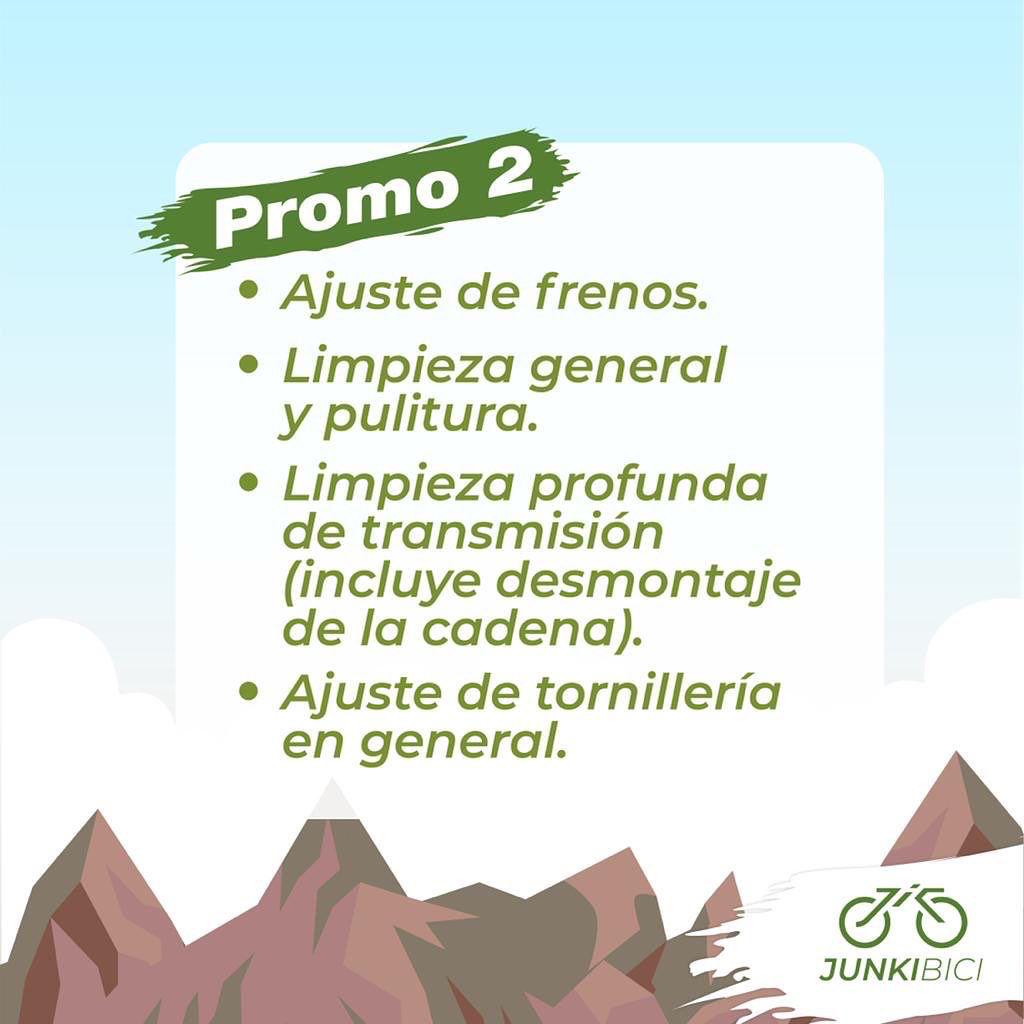 Promo 2
• Ajuste de frenos.
• Limpieza general
y pulitura.
• Limpieza profunda
de transmisión
(incluye desmontaje
de la cadena).
• Ajuste de tornillería
en general.
JUNKIBICI